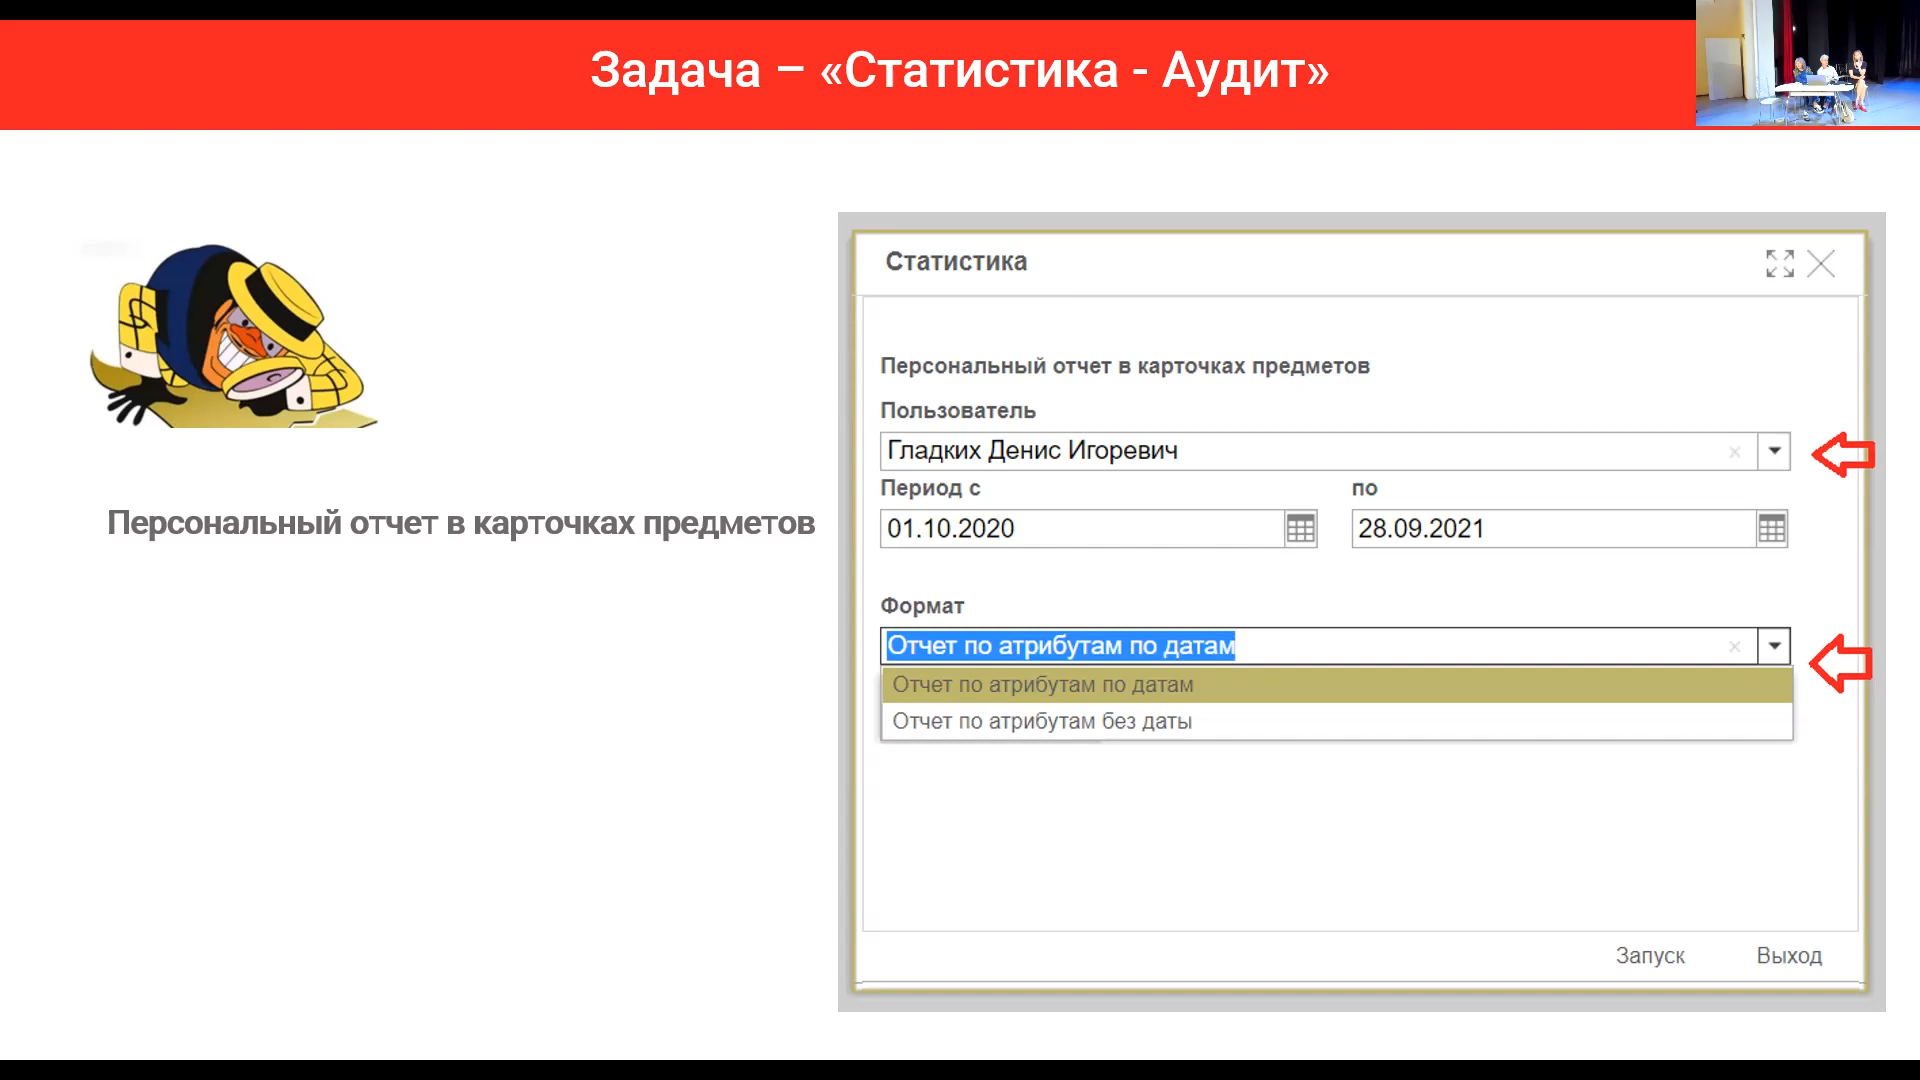 Задача – «Статистика - Аудит»
Персональный отчет в карточках предметов
Статистика
Персональный отчет в карточках предметов
Пользователь
Гладких Денис Игоревич
Период с по
01.10.2020 28.09.2021
Формат
Отчет по атрибутам по датам
Отчет по атрибутам по датам
Отчет по атрибутам без даты
Запуск Выход